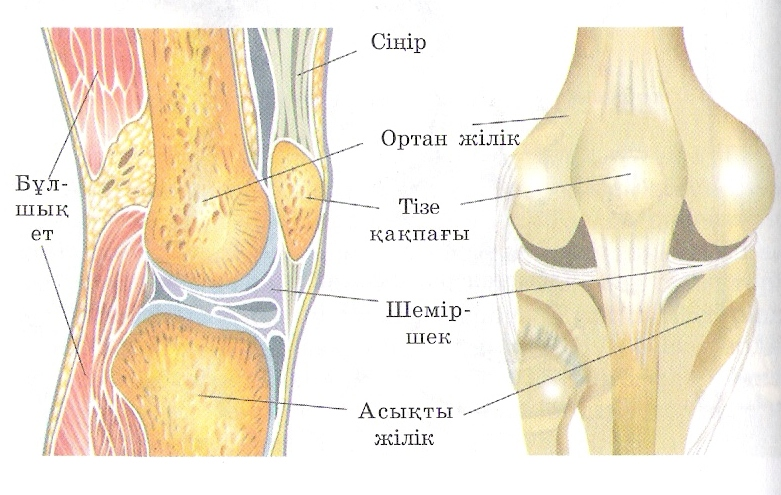 Сіңір
Ортан жілік
Бұл-
шық
ет
Тізе
қақпағы
Шемір-
шек
Асықты
жілік